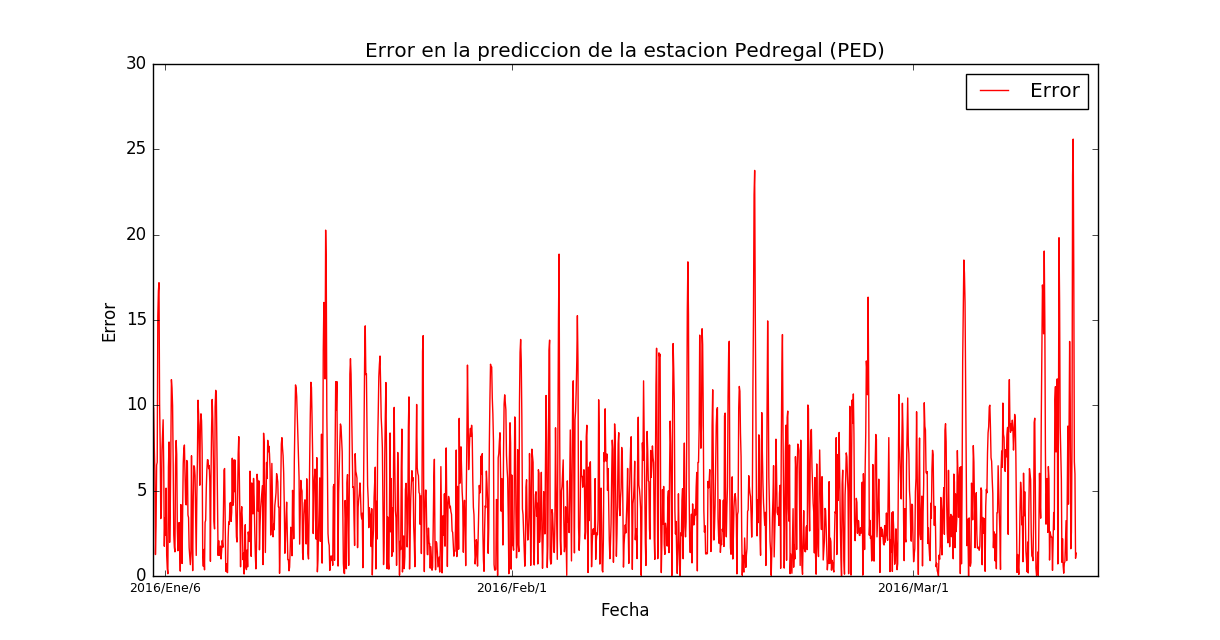 Error en la prediccion de la estacion Pedregal (PED)
30
Error
25
20
15
10
5
0
Error
2016/Ene/6
2016/Feb/1
2016/Mar/1
Fecha